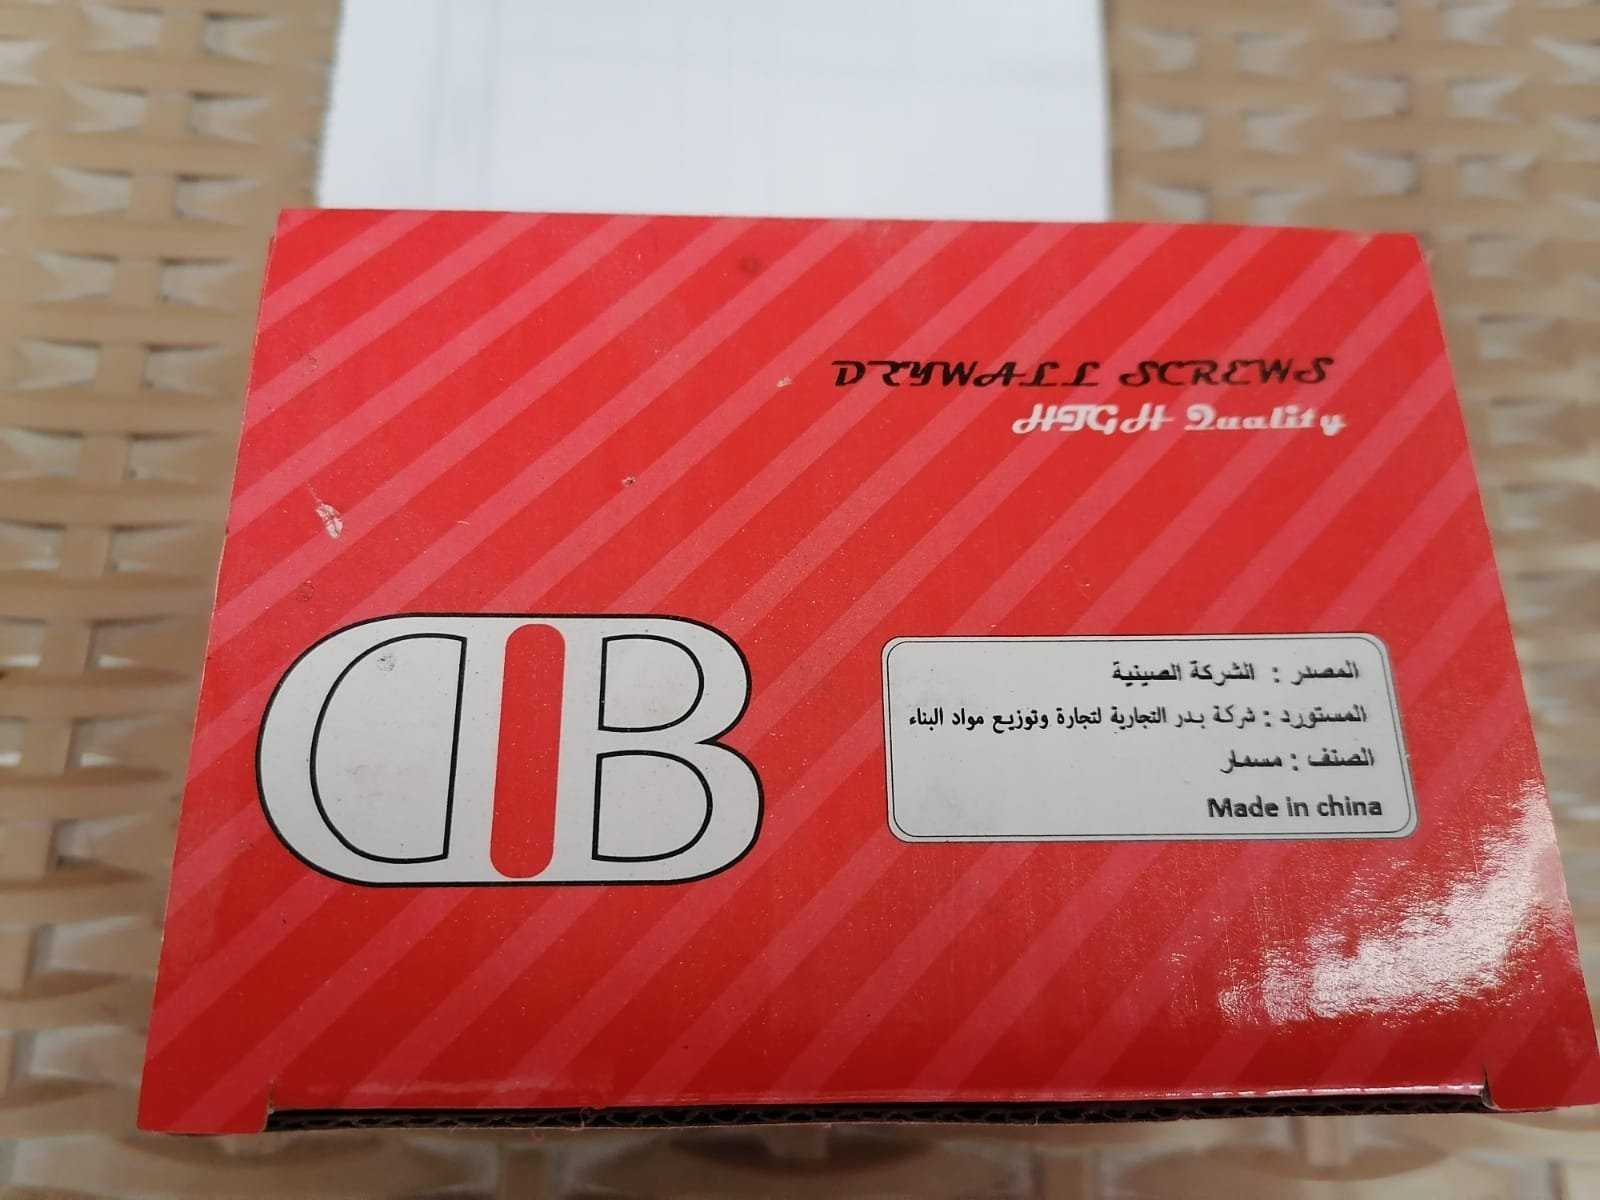 DRYWALL SCREWS
HIGH Quality
DIB
المصدر : الشركة الصينية
المستورد : شركة بدر التجارية لتجارة وتوزيع مواد البناء
الصنف : مسمار
Made in china